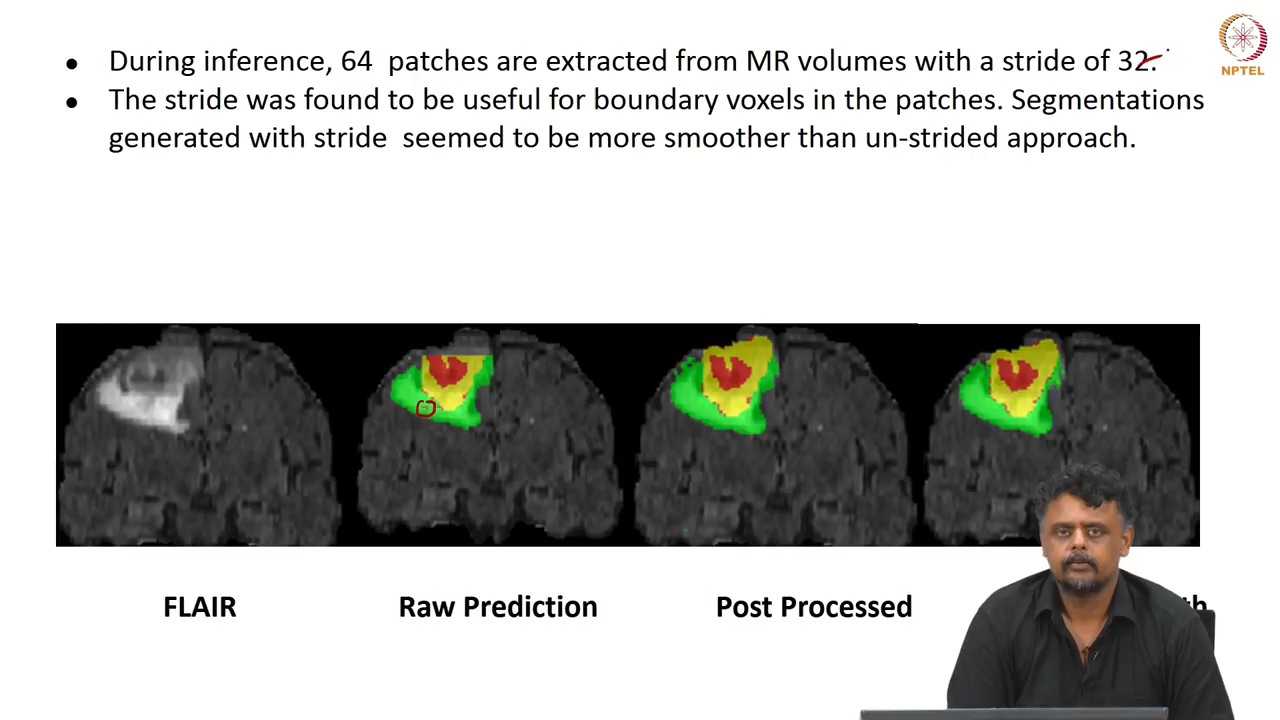 During inference, 64 patches are extracted from MR volumes with a stride of 32.
The stride was found to be useful for boundary voxels in the patches. Segmentations
generated with stride seemed to be more smoother than un-strided approach.
NPTEL
FLAIR
Raw Prediction
Post Processed